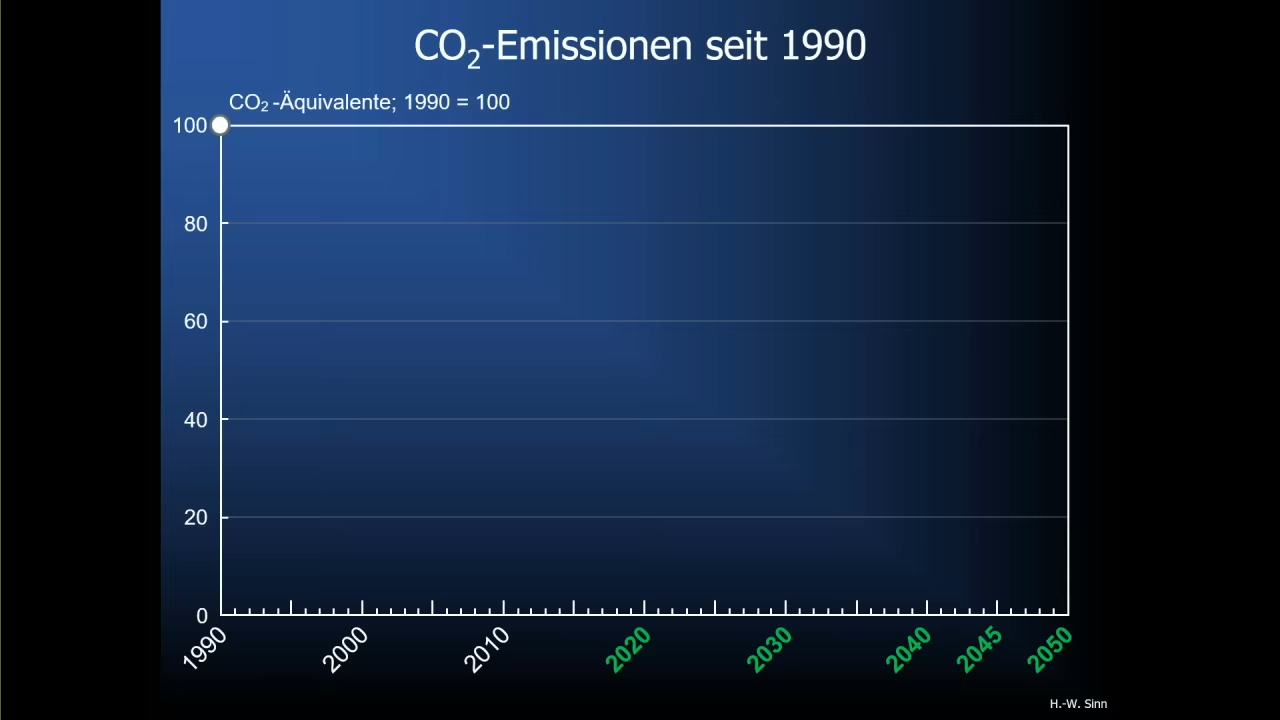 CO₂-Emissionen seit 1990
CO₂ -Äquivalente; 1990 = 100
100
80
60
40
20
0
1990 2000 2010 2020 2030 2040 2045 2050
H.-W. Sinn